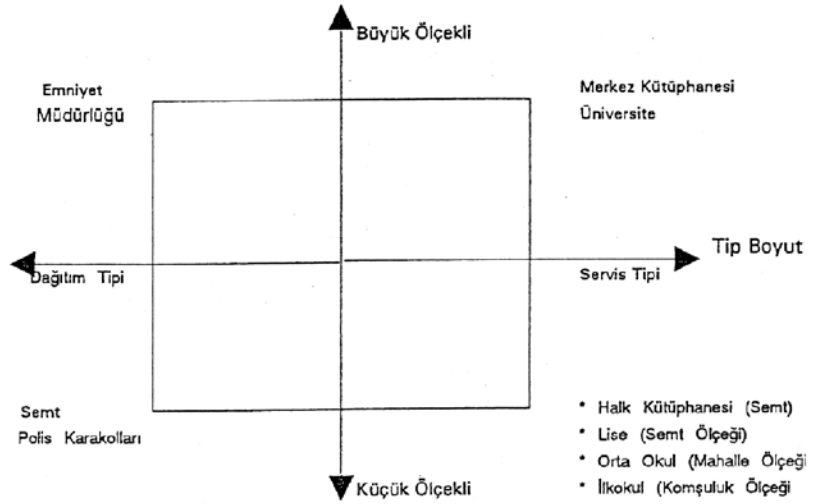 Büyük Ölçekli
Emniyet
Müdürlüğü
Merkez Kütüphanesi
Üniversite
Tip Boyut
Dağıtım Tipi
Servis Tipi
Semt
Polis Karakolları
* Halk Kütüphanesi (Semt)
* Lise (Semt Ölçeği)
* Orta Okul (Mahalle Ölçeği
* İlkokul (Komşuluk Ölçeği
Küçük Ölçekli